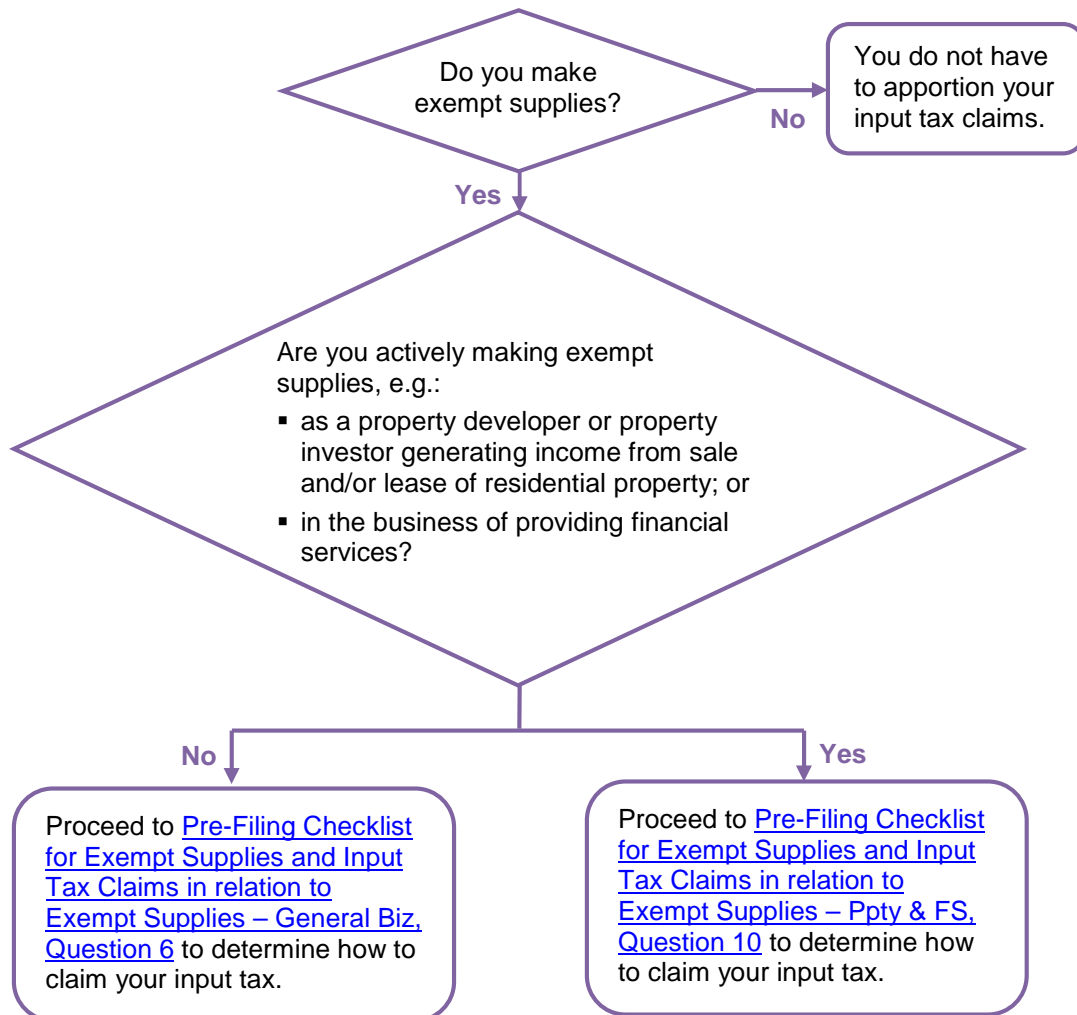 Do you make
exempt supplies?
No
You do not have
to apportion your
input tax claims.
Yes
Are you actively making exempt
supplies, e.g.:
▪ as a property developer or property
investor generating income from sale
and/or lease of residential property; or
▪ in the business of providing financial
services?
No
Proceed to Pre-Filing Checklist
for Exempt Supplies and Input
Tax Claims in relation to
Exempt Supplies – General Biz,
Question 6 to determine how to
claim your input tax.
Yes
Proceed to Pre-Filing Checklist
for Exempt Supplies and Input
Tax Claims in relation to
Exempt Supplies – Ppty & FS,
Question 10 to determine how
to claim your input tax.